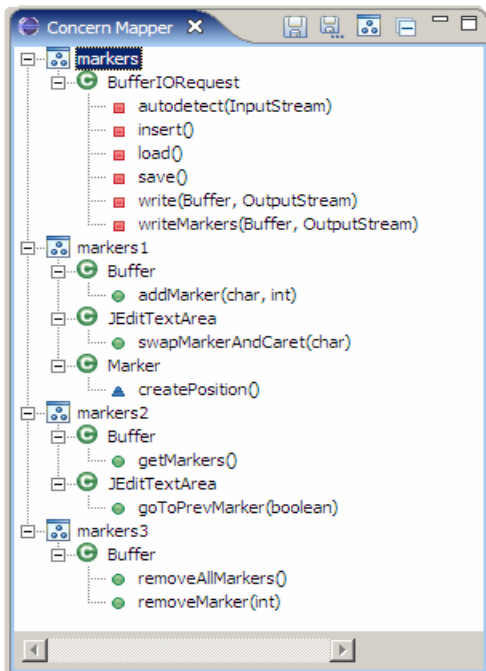 Concern Mapper
markers
BufferIORequest
autodetect(InputStream)
insert()
load()
save()
write(Buffer, OutputStream)
writeMarkers(Buffer, OutputStream)
markers1
Buffer
addMarker(char, int)
JEditTextArea
swapMarkerAndCaret(char)
Marker
createPosition()
markers2
Buffer
getMarkers()
JEditTextArea
goToPrevMarker(boolean)
markers3
Buffer
removeAllMarkers()
removeMarker(int)